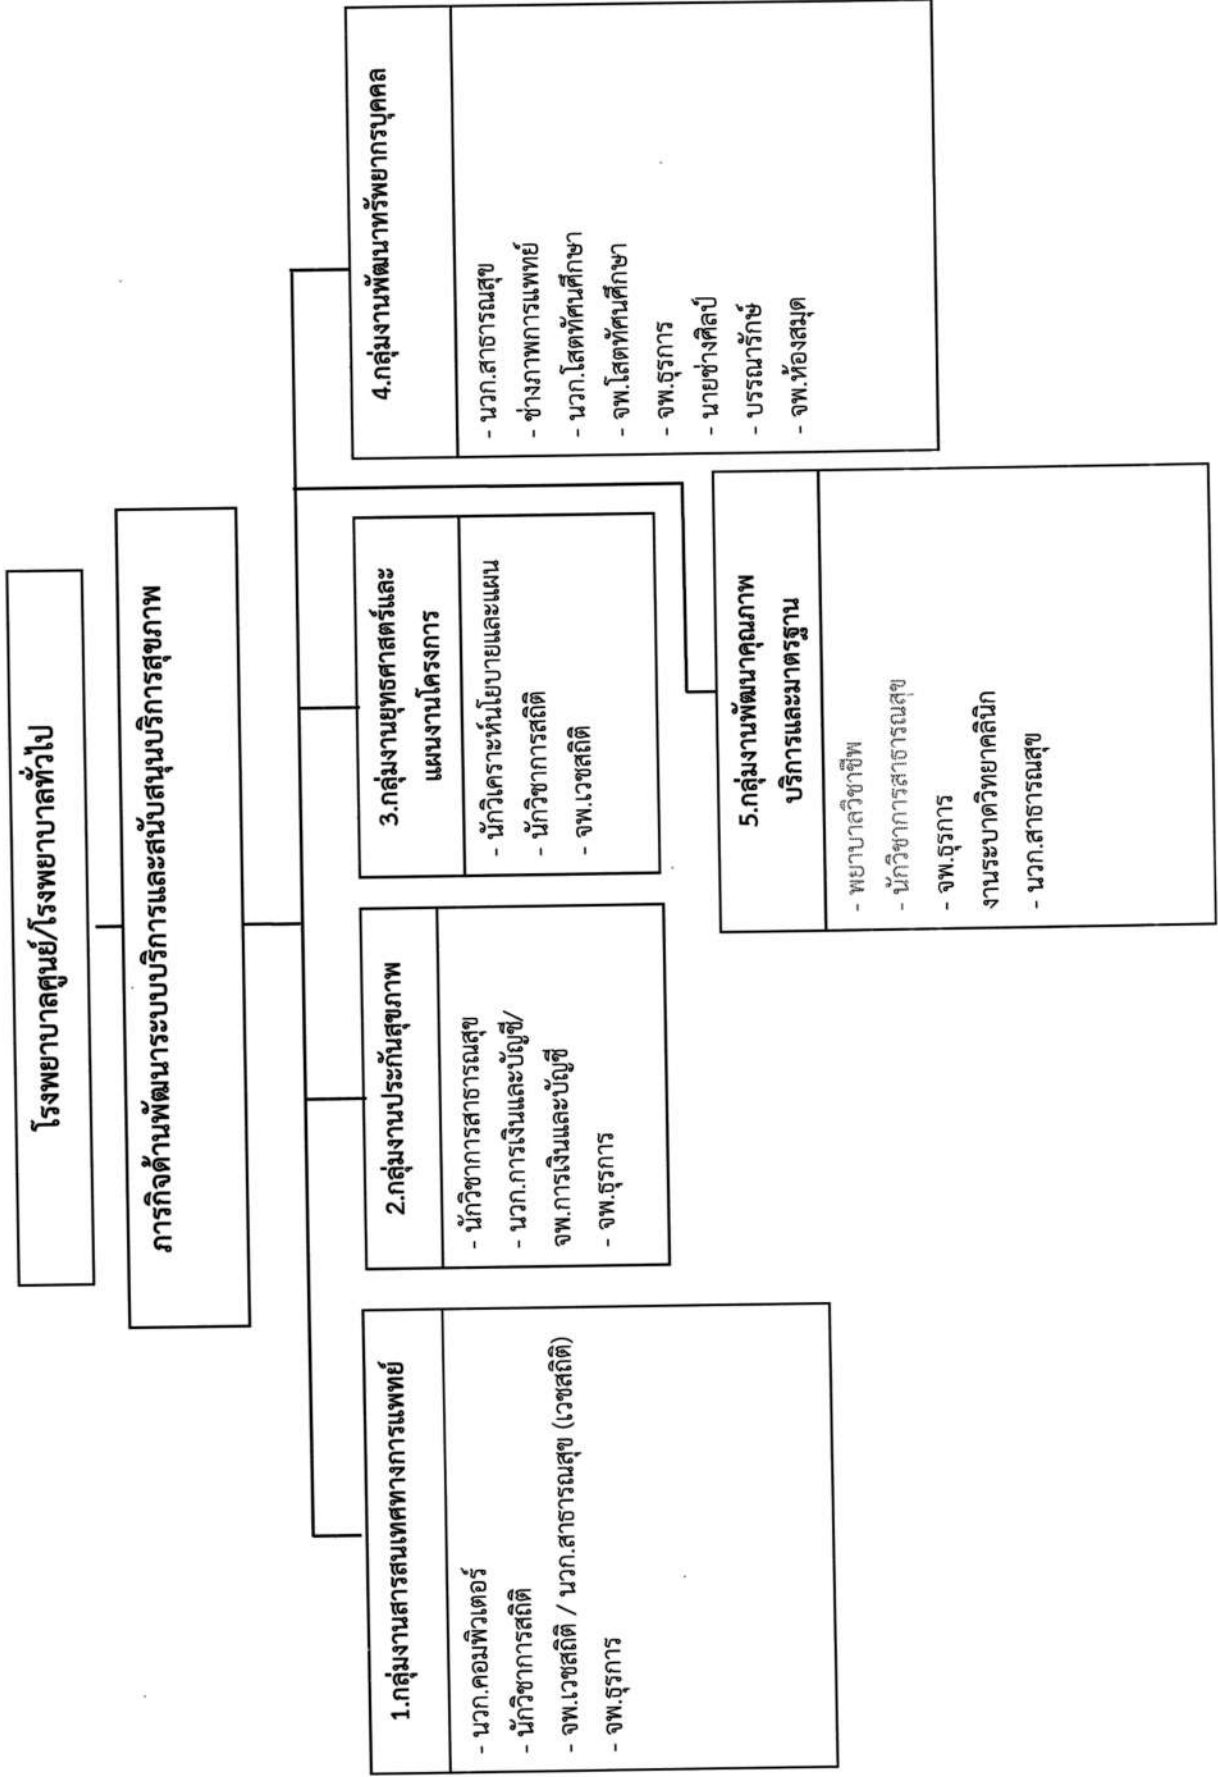 โรงพยาบาลศูนย์/โรงพยาบาลทั่วไป
ภารกิจด้านพัฒนาระบบบริการและสนับสนุนบริการสุขภาพ
1.กลุ่มงานสารสนเทศทางการแพทย์
- นวก.คอมพิวเตอร์
- นักวิชาการสถิติ
- จพ.เวชสถิติ / นวก.สาธารณสุข (เวชสถิติ)
- จพ.ธุรการ
2.กลุ่มงานประกันสุขภาพ
- นักวิชาการสาธารณสุข
- นวก.การเงินและบัญชี/
จพ.การเงินและบัญชี
- จพ.ธุรการ
3.กลุ่มงานยุทธศาสตร์และ
แผนงานโครงการ
- นักวิเคราะห์นโยบายและแผน
- นักวิชาการสถิติ
- จพ.เวชสถิติ
4.กลุ่มงานพัฒนาทรัพยากรบุคคล
- นวก.สาธารณสุข
- ช่างภาพการแพทย์
- นวก.โสตทัศนศึกษา
- จพ.โสตทัศนศึกษา
- จพ.ธุรการ
- นายช่างศิลป์
- บรรณารักษ์
- จพ.ห้องสมุด
5.กลุ่มงานพัฒนาคุณภาพ
บริการและมาตรฐาน
- พยาบาลวิชาชีพ
- นักวิชาการสาธารณสุข
- จพ.ธุรการ
งานระบาดวิทยาคลินิก
- นวก.สาธารณสุข